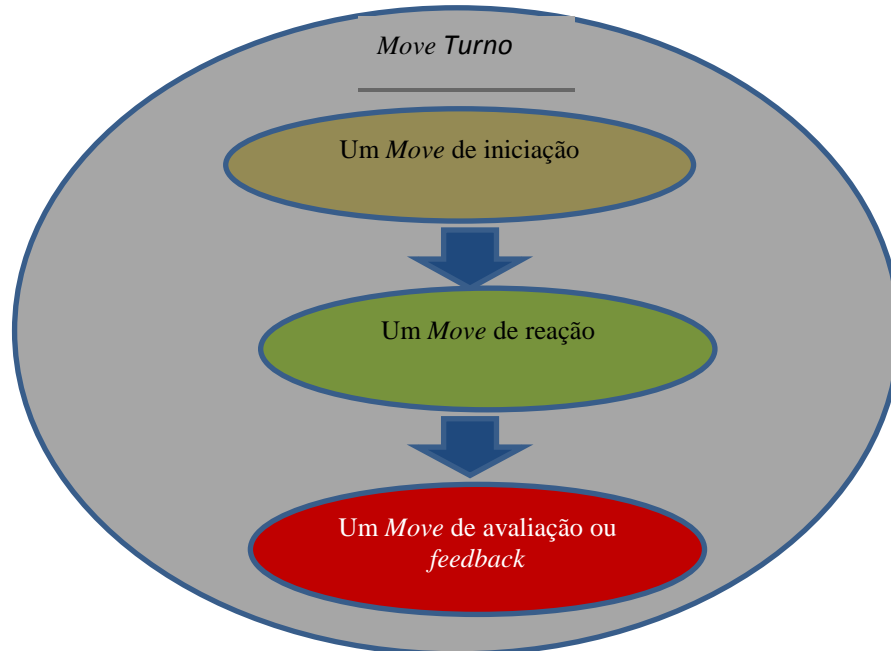 Move Turno
Um Move de iniciação
Um Move de reação
Um Move de avaliação ou
feedback